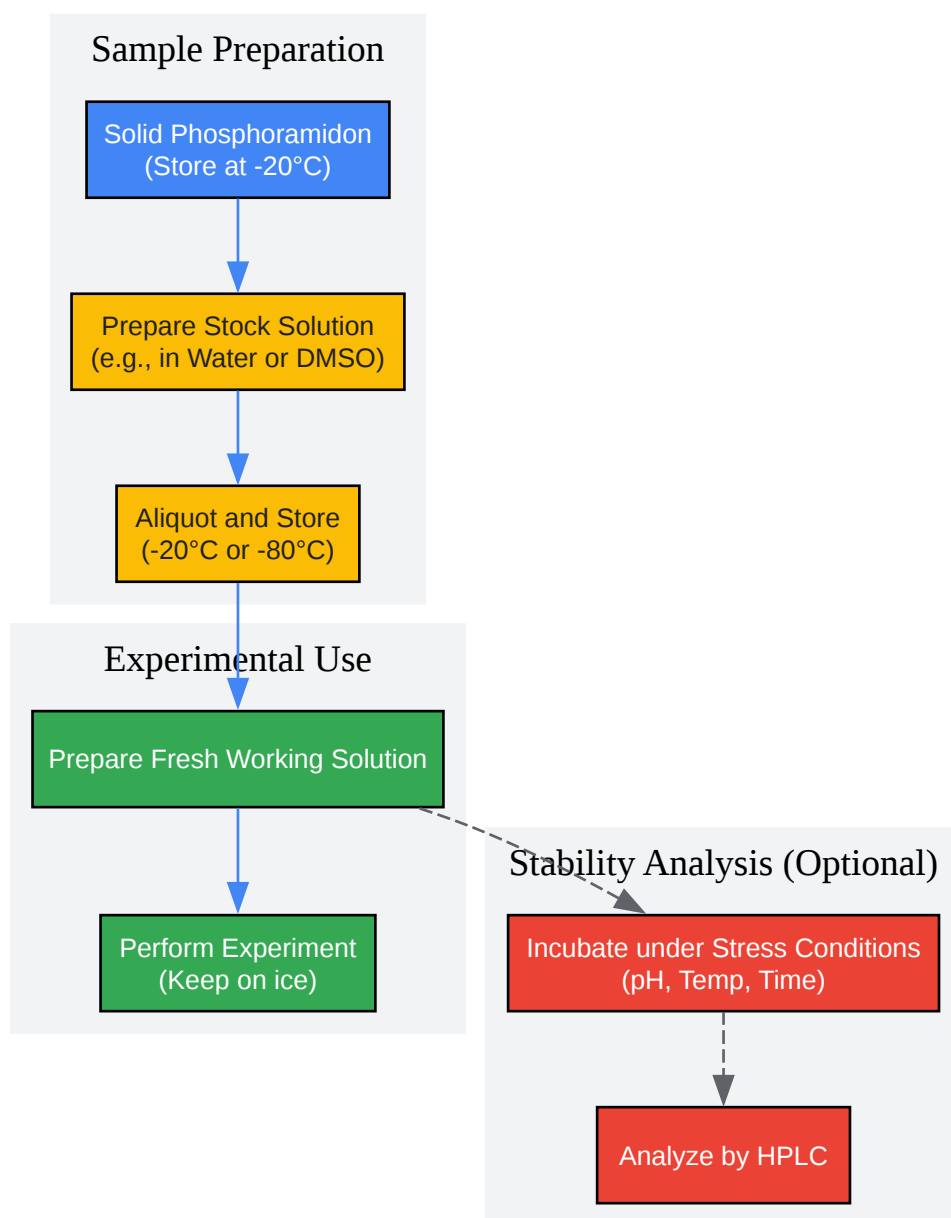 Sample Preparation
Solid Phosphoramidon
(Store at -20°C)
Prepare Stock Solution
(e.g., in Water or DMSO)
Aliquot and Store
(-20°C or -80°C)
Experimental Use
Prepare Fresh Working Solution
Perform Experiment
(Keep on ice)
Stability Analysis (Optional)
Incubate under Stress Conditions
(pH, Temp, Time)
Analyze by HPLC